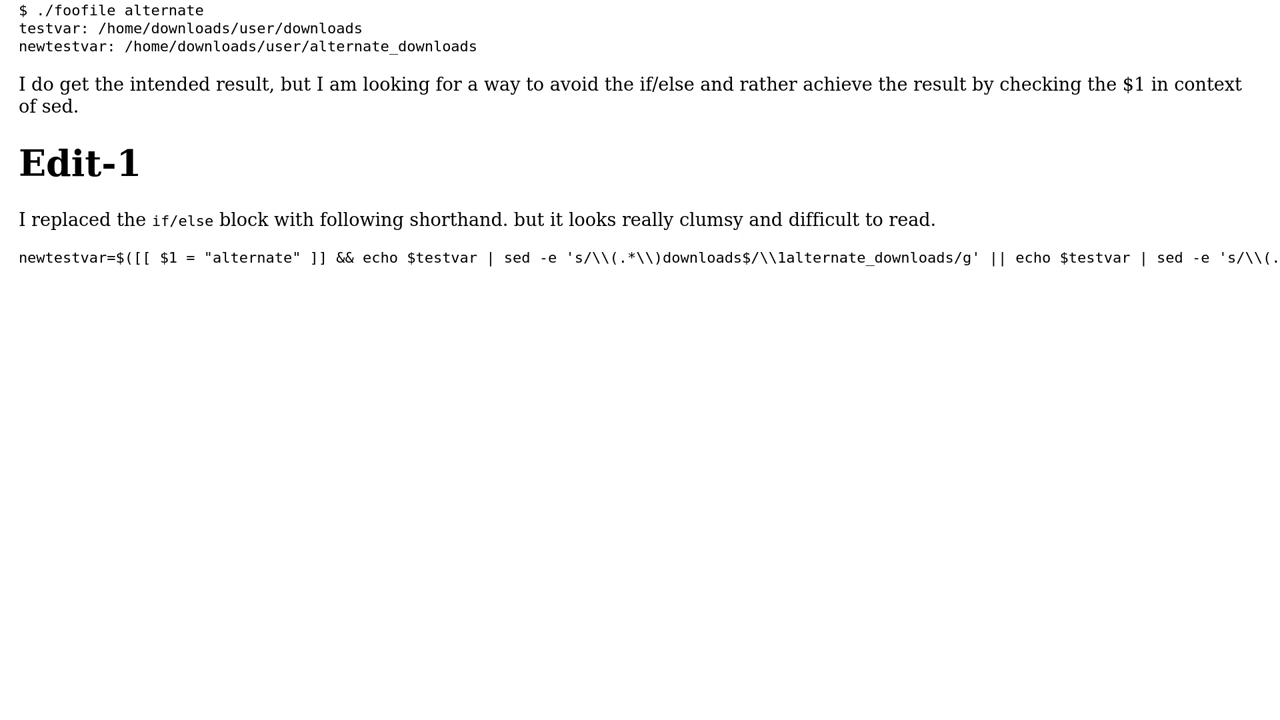 $ ./foofile alternate
testvar: /home/downloads/user/downloads
newtestvar: /home/downloads/user/alternate_downloads
I do get the intended result, but I am looking for a way to avoid the if/else and rather achieve the result by checking the $1 in context
of sed.
Edit-1
I replaced the if/else block with following shorthand. but it looks really clumsy and difficult to read.
newtestvar=$([[ $1 = "alternate" ]] && echo $testvar | sed -e 's/\\(.*\\)downloads$/\\1alternate_downloads/g' || echo $testvar | sed -e 's/\\(.